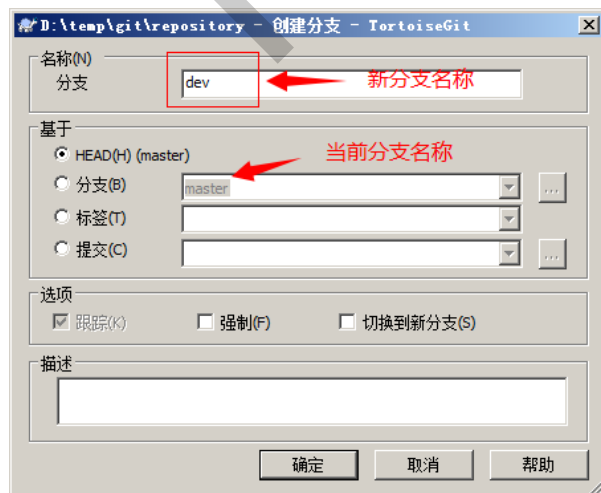 D:\temp\git\repository - 创建分支 - TortoiseGit
名称(N)
分支 dev 新分支名称
基于
HEAD(H) (master) 当前分支名称
分支(B) master ...
标签(T)
提交(C) ...
选项
跟踪(K) 强制(F) 切换到新分支(S)
描述
确定 取消 帮助